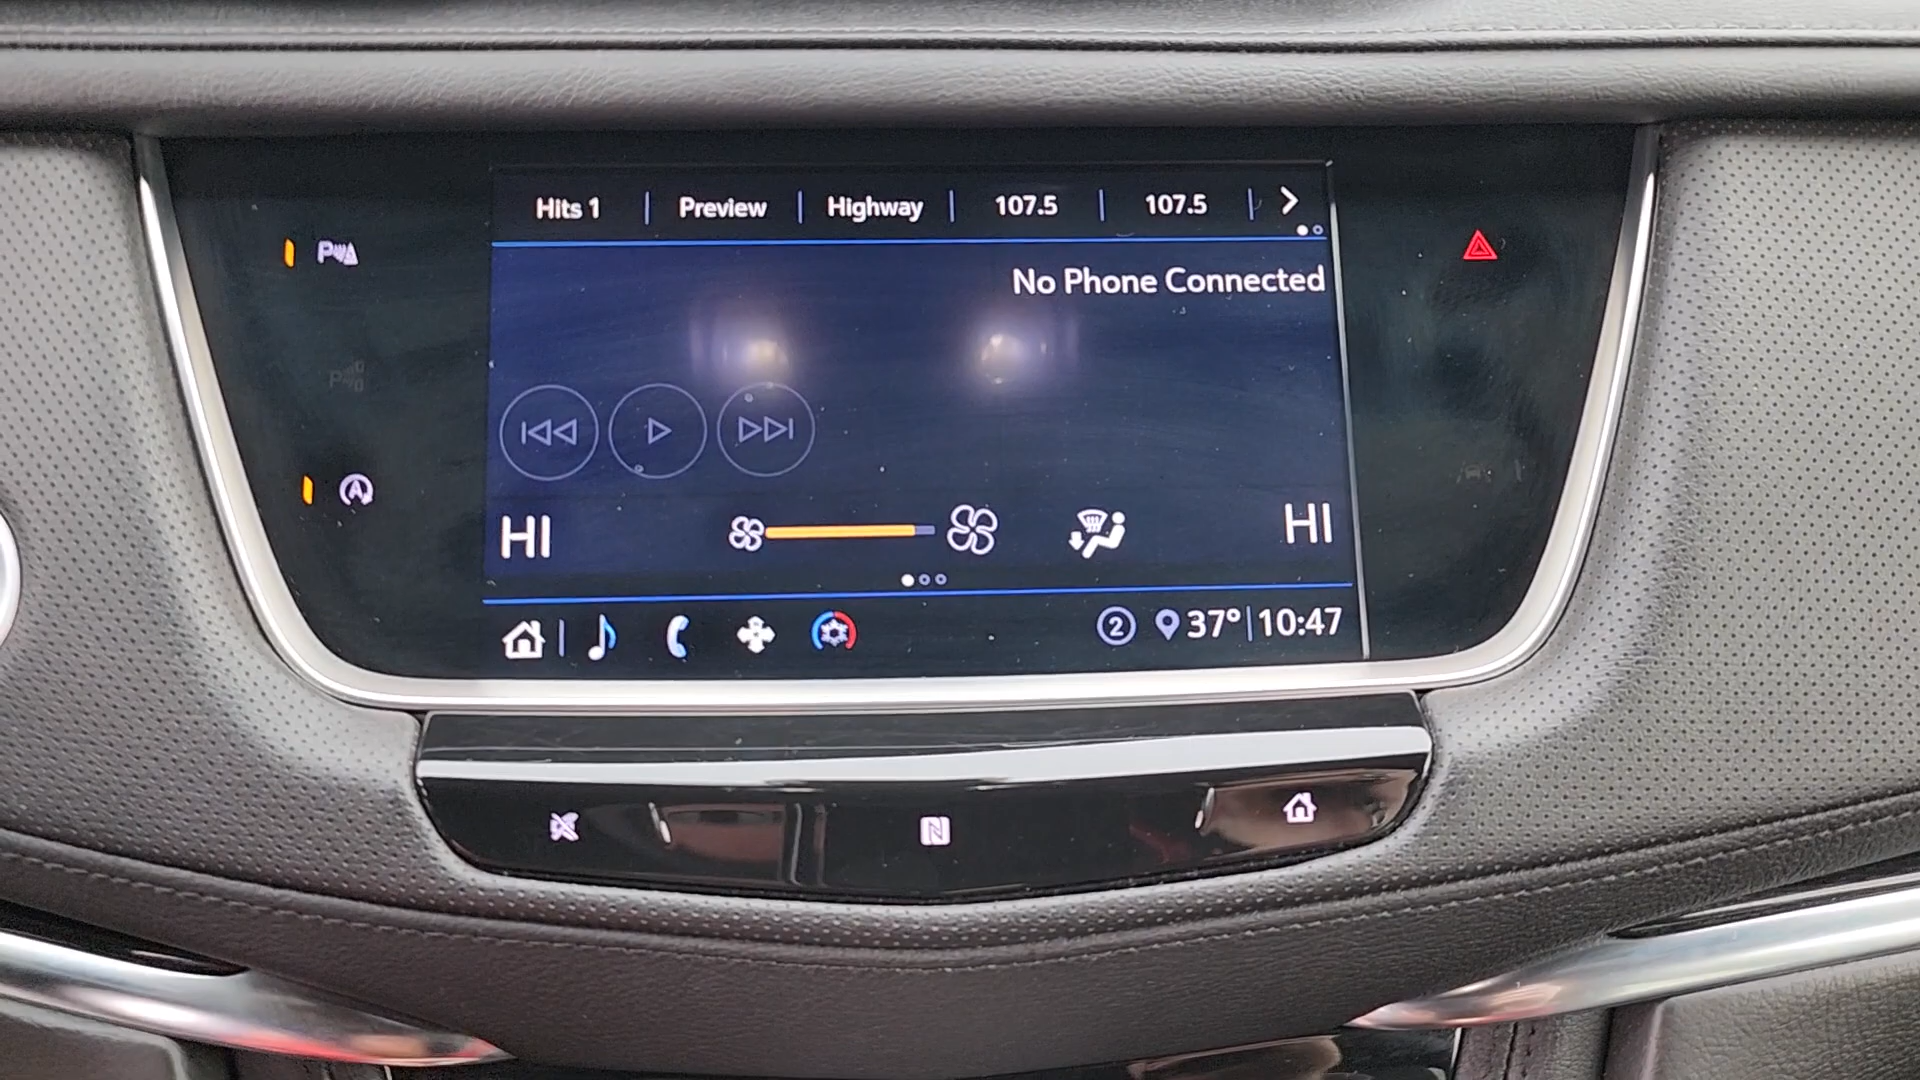 Hits 1 | Preview | Highway | 107.5 | 107.5
No Phone Connected
HI HI
2 37° 10:47